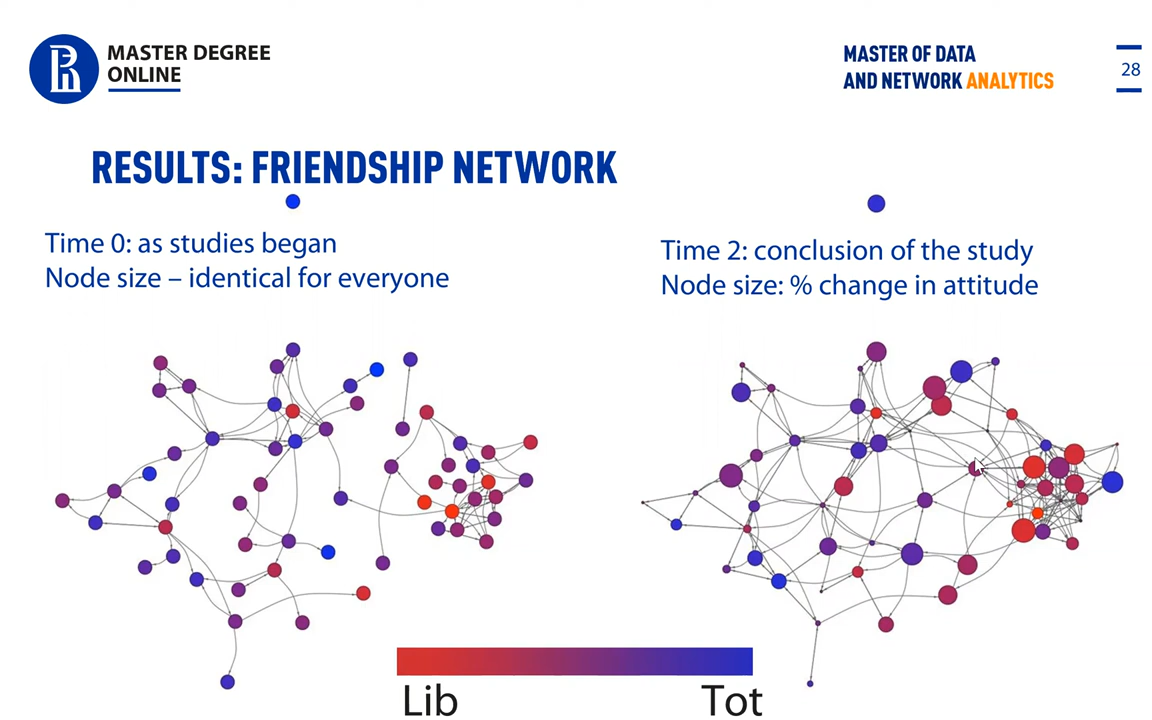 MASTER DEGREE
ONLINE
MASTER OF DATA
AND NETWORK ANALYTICS
28
RESULTS: FRIENDSHIP NETWORK
Time 0: as studies began
Node size – identical for everyone
Time 2: conclusion of the study
Node size: % change in attitude
Lib
Tot